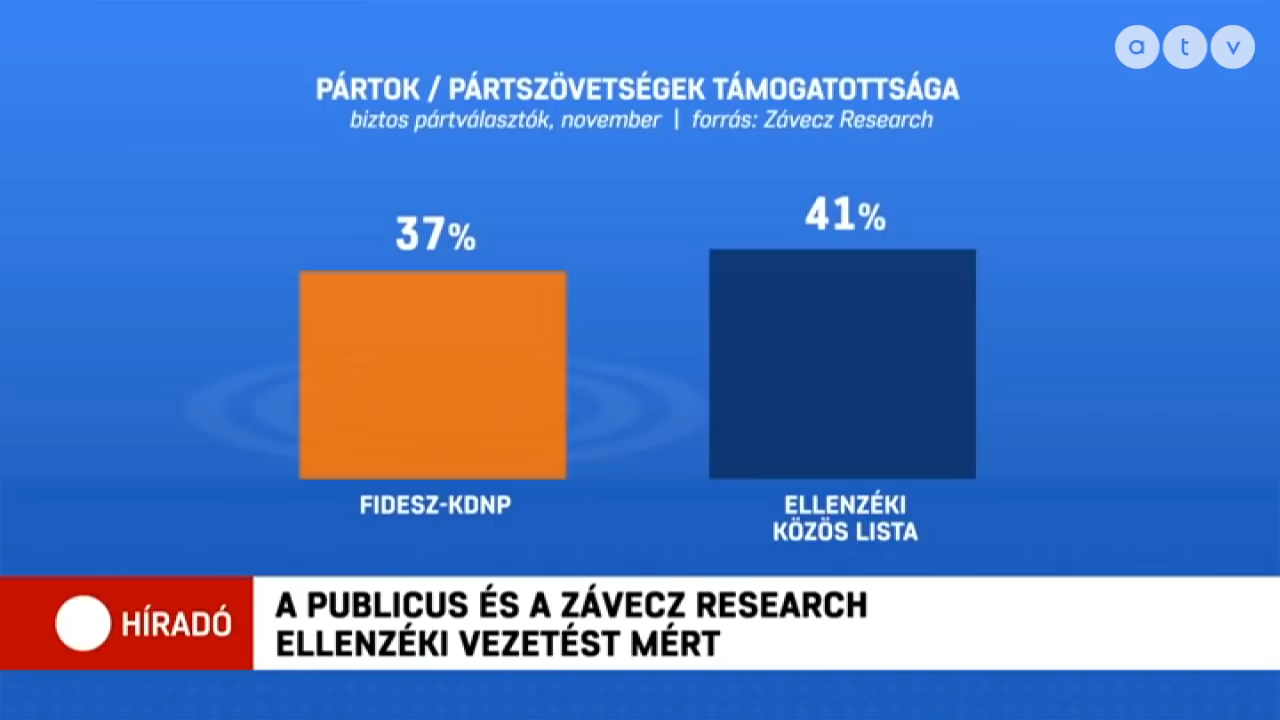 a t v
PÁRTOK / PÁRTSZÖVETSÉGEK TÁMOGATOTTSÁGA
biztos pártválasztók, november | forrás: Závecz Research
37%
41%
FIDESZ-KDNP
ELLENZÉKI
KÖZÖS LISTA
HÍRADÓ
A PUBLICUS ÉS A ZÁVECZ RESEARCH
ELLENZÉKI VEZETÉST MÉRT